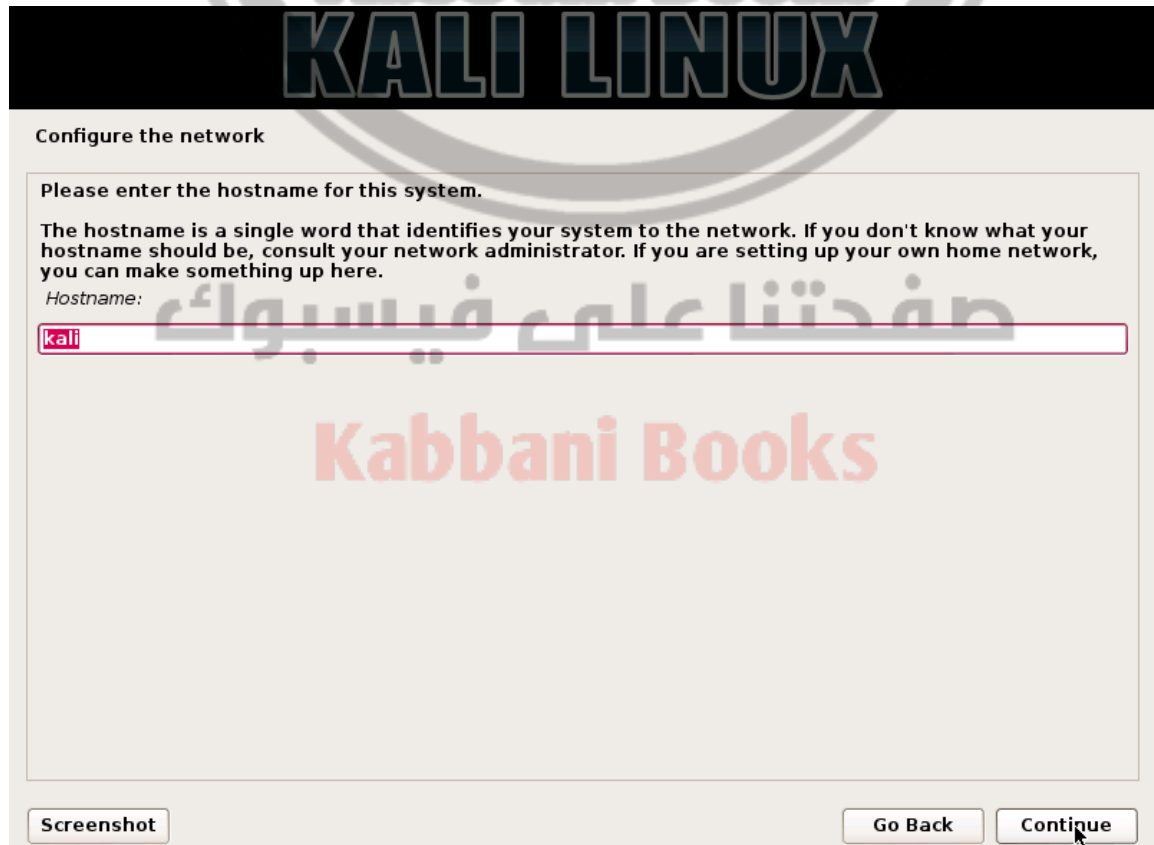 KALI LINUX
Configure the network
Please enter the hostname for this system.
The hostname is a single word that identifies your system to the network. If you don't know what your
hostname should be, consult your network administrator. If you are setting up your own home network,
you can make something up here.
Hostname:
صفحتنا على فيسبوك
kali
Kabbani Books
Screenshot
Go Back
Continue